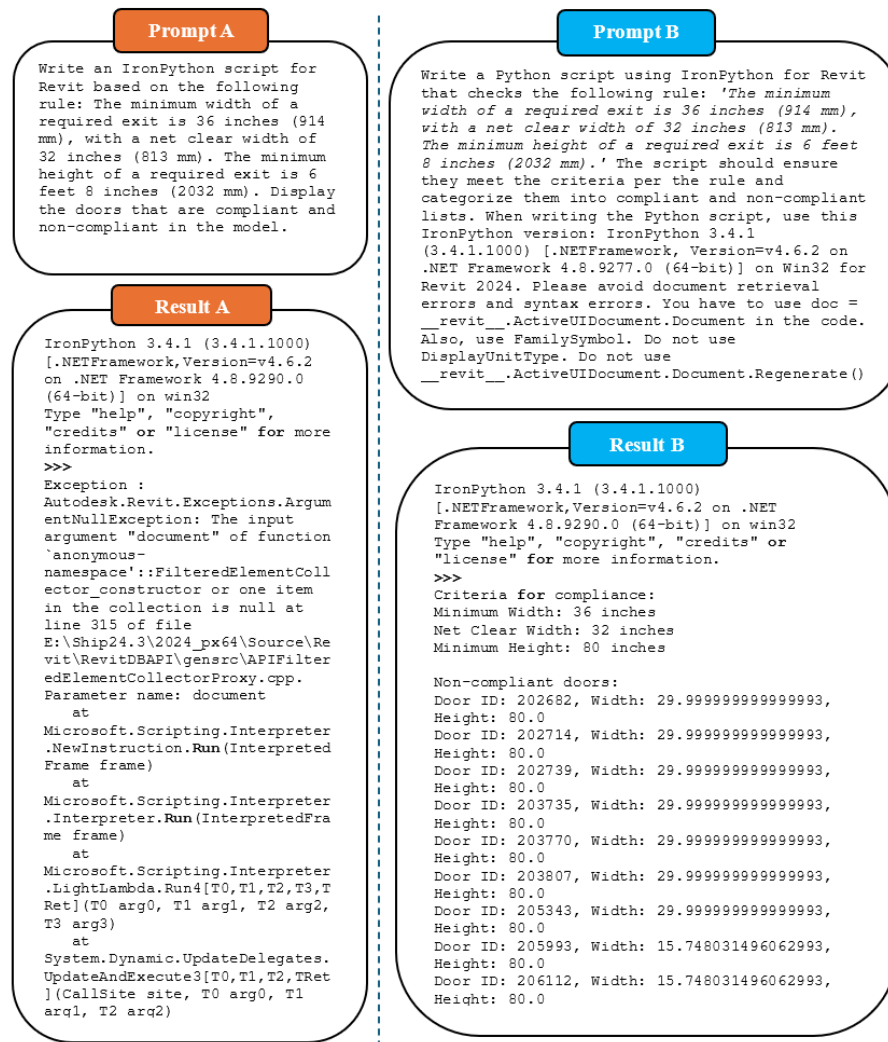 Prompt A
Write an IronPython script for
Revit based on the following
rule: The minimum width of a
required exit is 36 inches (914
mm), with a net clear width of
32 inches (813 mm). The minimum
height of a required exit is 6
feet 8 inches (2032 mm). Display
the doors that are compliant and
non-compliant in the model.
Result A
IronPython 3.4.1 (3.4.1.1000)
[.NETFramework,Version=v4.6.2
on .NET Framework 4.8.9290.0
(64-bit)] on win32
Type "help", "copyright",
"credits" or "license" for more
information.
>>>
Exception :
Autodesk.Revit.Exceptions.Argum
entNullException: The input
argument "document" of function
`anonymous-
namespace'::FilteredElementColl
ector_constructor or one item
in the collection is null at
line 315 of file
E:\Ship24.3\2024_px64\Source\Re
vit\RevitDBAPI\gensrc\APIFilter
edElementCollectorProxy.cpp.
Parameter name: document
at
Microsoft.Scripting.Interpreter
.NewInstruction.Run(Interpreted
Frame frame)
at
Microsoft.Scripting.Interpreter
.Interpreter.Run(InterpretedFra
me frame)
at
Microsoft.Scripting.Interpreter
.LightLambda.Run4[T0,T1,T2,T3,T
Ret](T0 arg0, T1 arg1, T2 arg2,
T3 arg3)
at
System.Dynamic.UpdateDelegates.
UpdateAndExecute3[T0,T1,T2,TRet
](CallSite site, T0 arg0, T1
arg1, T2 arg2)
Prompt B
Write a Python script using IronPython for Revit
that checks the following rule: 'The minimum
width of a required exit is 36 inches (914 mm),
with a net clear width of 32 inches (813 mm).
The minimum height of a required exit is 6 feet
8 inches (2032 mm).' The script should ensure
they meet the criteria per the rule and
categorize them into compliant and non-compliant
lists. When writing the Python script, use this
IronPython version: IronPython 3.4.1
(3.4.1.1000) [.NETFramework, Version=v4.6.2 on
.NET Framework 4.8.9277.0 (64-bit)] on Win32 for
Revit 2024. Please avoid document retrieval
errors and syntax errors. You have to use doc =
__revit__.ActiveUIDocument.Document in the code.
Also, use FamilySymbol. Do not use
DisplayUnitType. Do not use
__revit__.ActiveUIDocument.Document.Regenerate()
Result B
IronPython 3.4.1 (3.4.1.1000)
[.NETFramework,Version=v4.6.2 on .NET
Framework 4.8.9290.0 (64-bit)] on win32
Type "help", "copyright", "credits" or
"license" for more information.
>>>
Criteria for compliance:
Minimum Width: 36 inches
Net Clear Width: 32 inches
Minimum Height: 80 inches
Non-compliant doors:
Door ID: 202682, Width: 29.999999999999993,
Height: 80.0
Door ID: 202714, Width: 29.999999999999993,
Height: 80.0
Door ID: 202739, Width: 29.999999999999993,
Height: 80.0
Door ID: 203735, Width: 29.999999999999993,
Height: 80.0
Door ID: 203770, Width: 29.999999999999993,
Height: 80.0
Door ID: 203807, Width: 29.999999999999993,
Height: 80.0
Door ID: 205343, Width: 29.999999999999993,
Height: 80.0
Door ID: 205993, Width: 15.748031496062993,
Height: 80.0
Door ID: 206112, Width: 15.748031496062993,
Height: 80.0